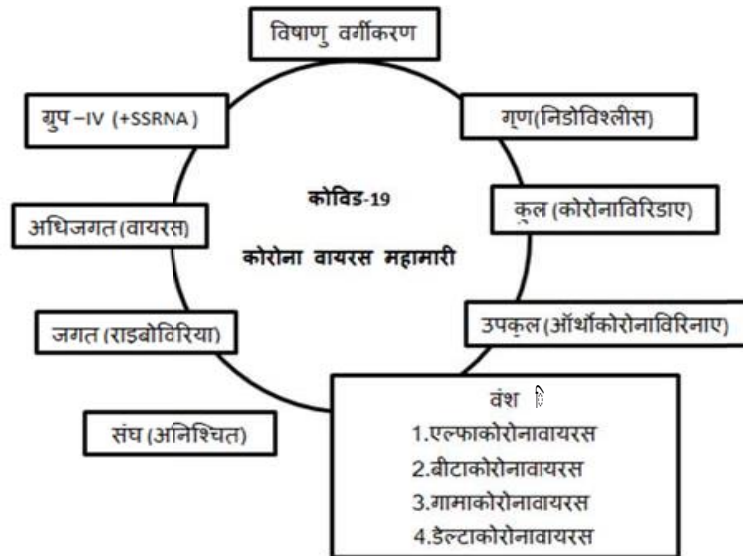 विषाणु वर्गीकरण
ग्रुप –IV (+SSRNA)
गण(निडोविश्लीस)
कोविड-19
कोरोना वायरस महामारी
अधिजगत(वायरस)
कुल (कोरोनाविरिडाए)
जगत (राइबोविरिया)
उपकुल(ऑर्थोकोरोनाविरिनाए)
संघ (अनिश्चित)
वंश
1.एल्फाकोरोनावायरस
2.बीटाकोरोनावायरस
3.गामाकोरोनावायरस
4.डेल्टाकोरोनावायरस